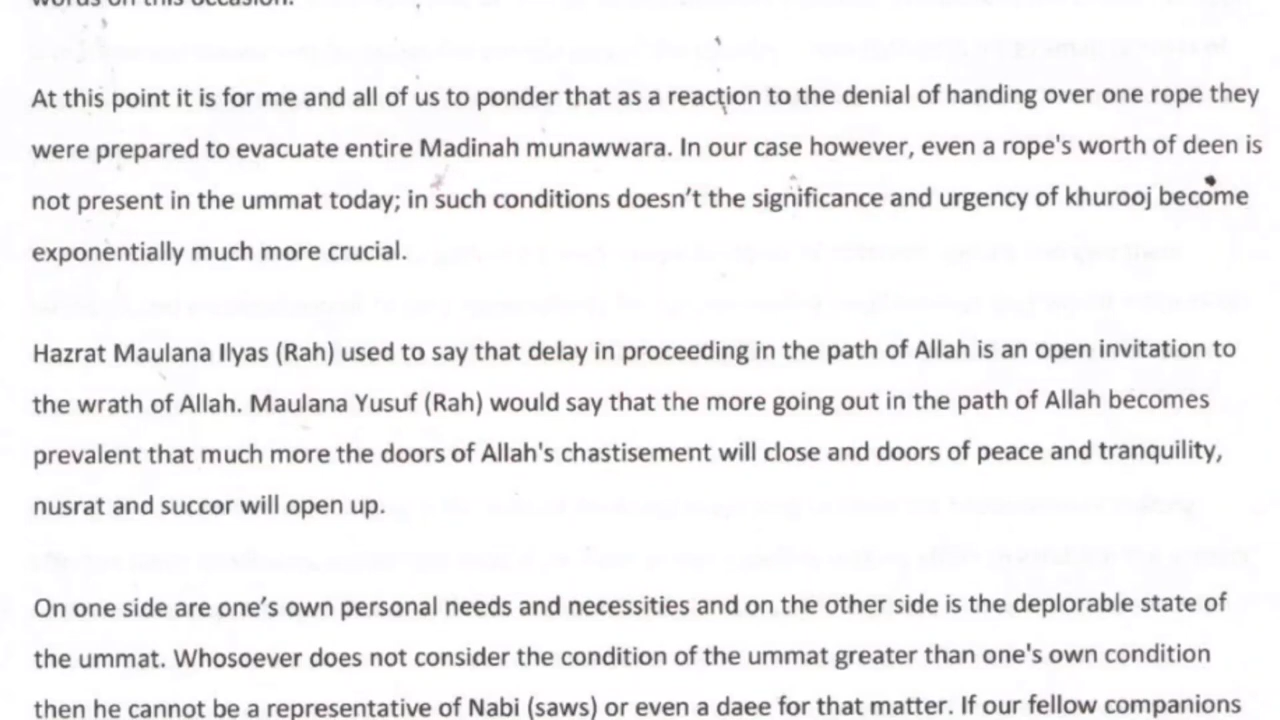 words on this occasion.
At this point it is for me and all of us to ponder that as a reaction to the denial of handing over one rope they
were prepared to evacuate entire Madinah munawwara. In our case however, even a rope's worth of deen is
not present in the ummat today; in such conditions doesn't the significance and urgency of khurooj become
exponentially much more crucial.
Hazrat Maulana Ilyas (Rah) used to say that delay in proceeding in the path of Allah is an open invitation to
the wrath of Allah. Maulana Yusuf (Rah) would say that the more going out in the path of Allah becomes
prevalent that much more the doors of Allah's chastisement will close and doors of peace and tranquility,
nusrat and succor will open up.
On one side are one's own personal needs and necessities and on the other side is the deplorable state of
the ummat. Whosoever does not consider the condition of the ummat greater than one's own condition
then he cannot be a representative of Nabi (saws) or even a daee for that matter. If our fellow companions